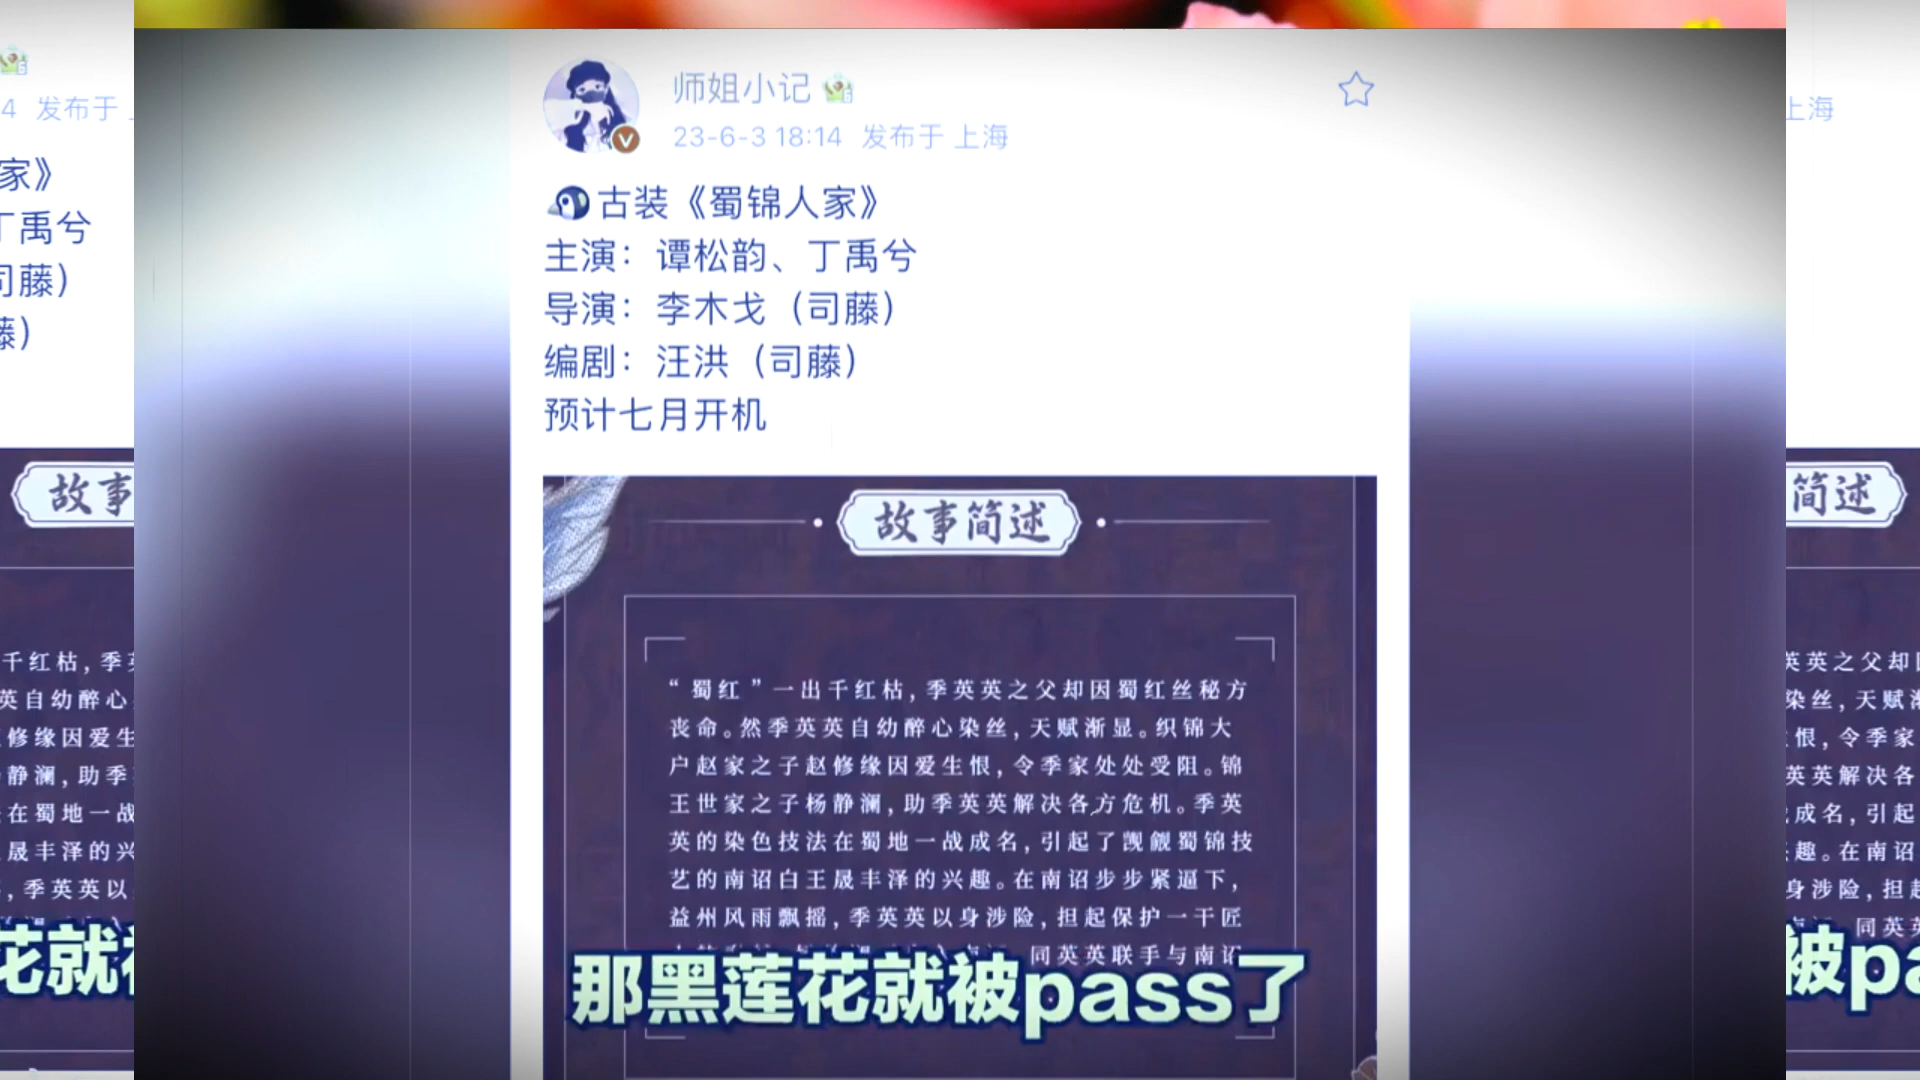 师姐小记
23-6-3 18:14 发布于 上海
古装《蜀锦人家》
主演：谭松韵、丁禹兮
导演：李木戈（司藤）
编剧：汪洪（司藤）
预计七月开机
故事简述
“蜀红”一出千红枯，季英英之父却因蜀红丝秘方
丧命。然季英英自幼醉心染丝，天赋渐显。织锦大
户赵家之子赵修缘因爱生恨，令季家处处受阻。锦
王世家之子杨静澜，助季英英解决各方危机。季英
英的染色技法在蜀地一战成名，引起了觊觎蜀锦技
艺的南诏白王晟丰泽的兴趣。在南诏步步紧逼下，
益州风雨飘摇，季英英以身涉险，担起保护一干匠
同英英联手与南诏
那黑莲花就被pass了